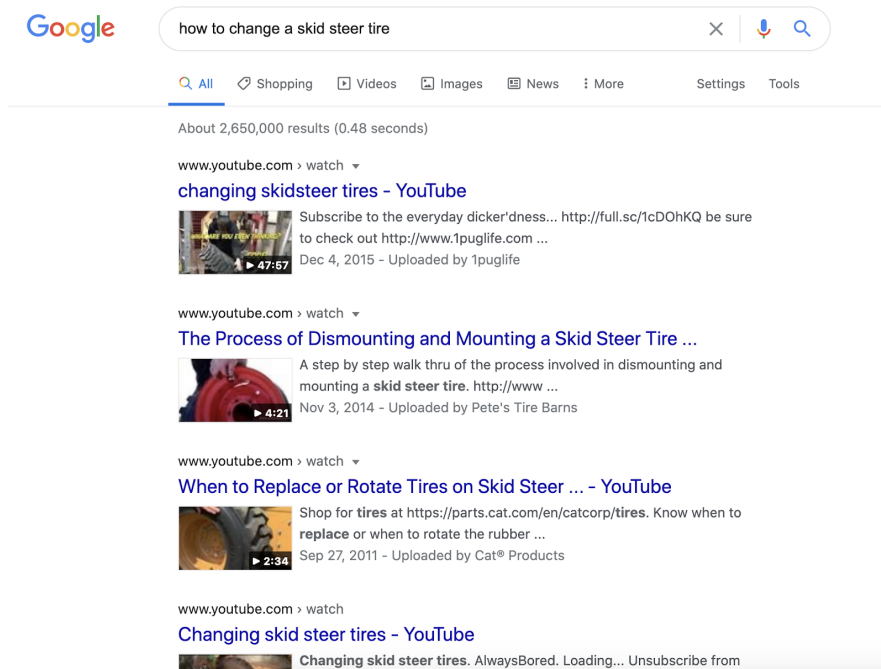 Google
how to change a skid steer tire
All Shopping Videos Images News More Settings Tools
About 2,650,000 results (0.48 seconds)
www.youtube.com › watch
changing skidsteer tires - YouTube
WHAT ARE YOU EVEN THINKING?
47:57
Subscribe to the everyday dicker'dness... http://full.sc/1cDOhKQ be sure
to check out http://www.1puglife.com ...
Dec 4, 2015 - Uploaded by 1puglife
www.youtube.com › watch
The Process of Dismounting and Mounting a Skid Steer Tire ...
4:21
A step by step walk thru of the process involved in dismounting and
mounting a skid steer tire. http://www ...
Nov 3, 2014 - Uploaded by Pete's Tire Barns
www.youtube.com › watch
When to Replace or Rotate Tires on Skid Steer ... - YouTube
2:34
Shop for tires at https://parts.cat.com/en/catcorp/tires. Know when to
replace or when to rotate the rubber ...
Sep 27, 2011 - Uploaded by Cat® Products
www.youtube.com › watch
Changing skid steer tires - YouTube
Changing skid steer tires. AlwaysBored. Loading... Unsubscribe from